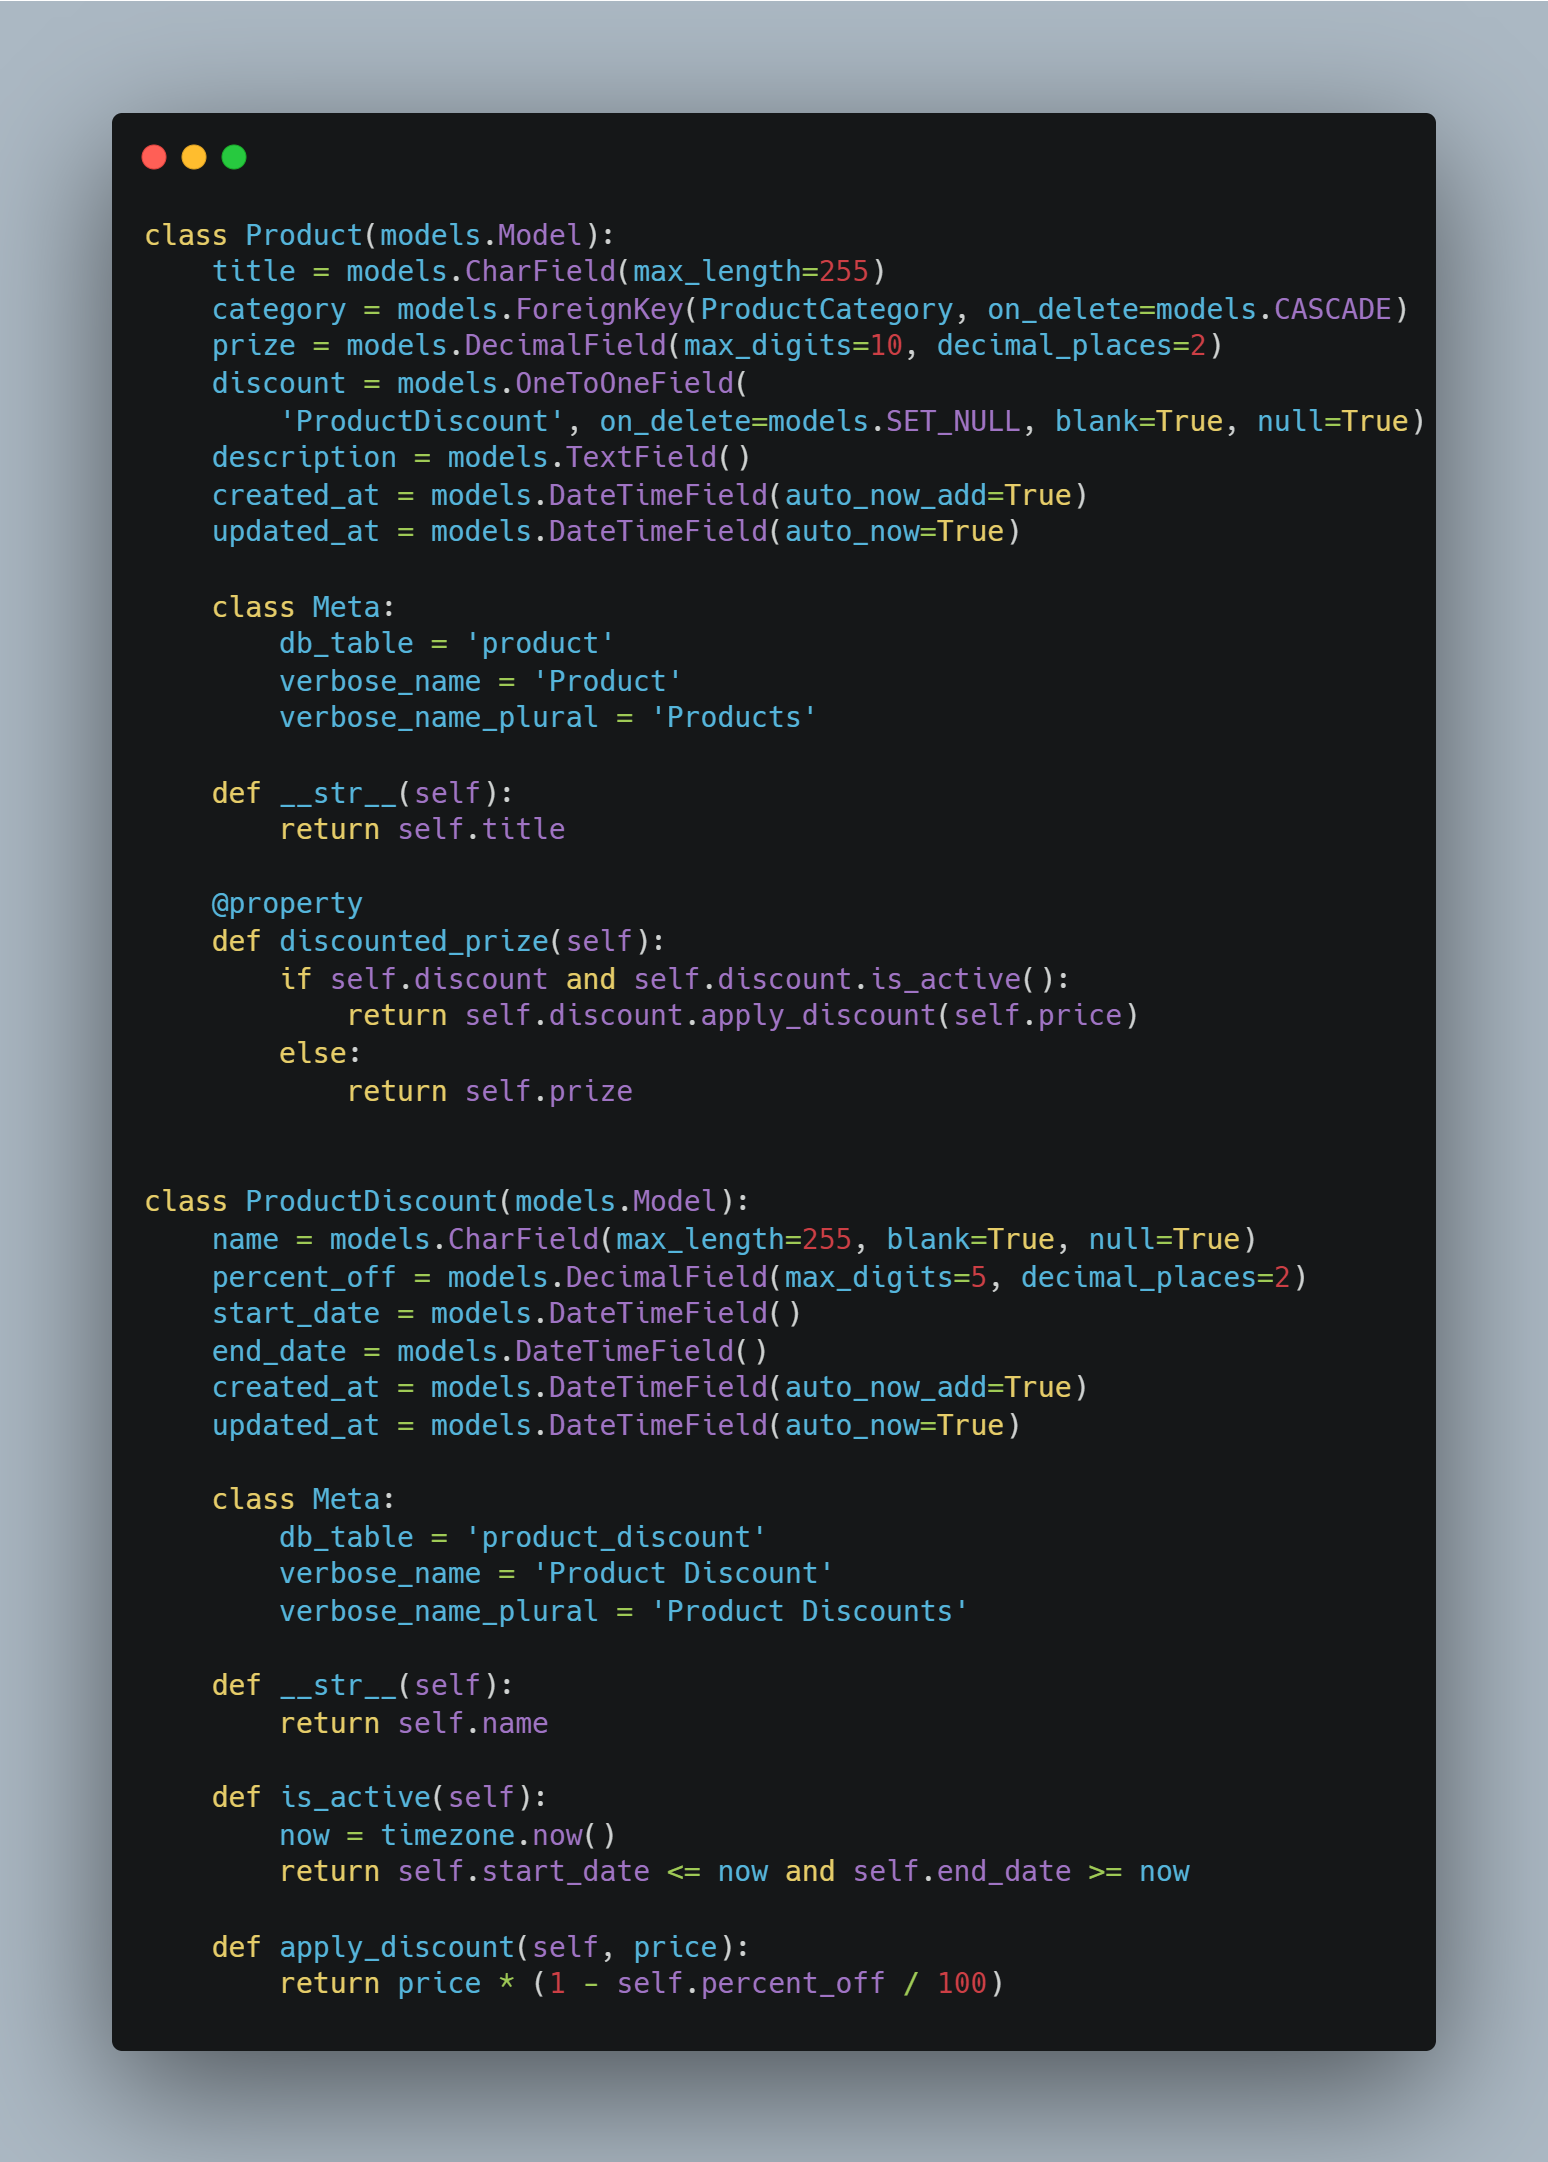 class Product(models.Model):
    title = models.CharField(max_length=255)
    category = models.ForeignKey(ProductCategory, on_delete=models.CASCADE)
    prize = models.DecimalField(max_digits=10, decimal_places=2)
    discount = models.OneToOneField(
        'ProductDiscount', on_delete=models.SET_NULL, blank=True, null=True)
    description = models.TextField()
    created_at = models.DateTimeField(auto_now_add=True)
    updated_at = models.DateTimeField(auto_now=True)

    class Meta:
        db_table = 'product'
        verbose_name = 'Product'
        verbose_name_plural = 'Products'

    def __str__(self):
        return self.title

    @property
    def discounted_prize(self):
        if self.discount and self.discount.is_active():
            return self.discount.apply_discount(self.price)
        else:
            return self.prize


class ProductDiscount(models.Model):
    name = models.CharField(max_length=255, blank=True, null=True)
    percent_off = models.DecimalField(max_digits=5, decimal_places=2)
    start_date = models.DateTimeField()
    end_date = models.DateTimeField()
    created_at = models.DateTimeField(auto_now_add=True)
    updated_at = models.DateTimeField(auto_now=True)

    class Meta:
        db_table = 'product_discount'
        verbose_name = 'Product Discount'
        verbose_name_plural = 'Product Discounts'

    def __str__(self):
        return self.name

    def is_active(self):
        now = timezone.now()
        return self.start_date <= now and self.end_date >= now

    def apply_discount(self, price):
        return price * (1 - self.percent_off / 100)